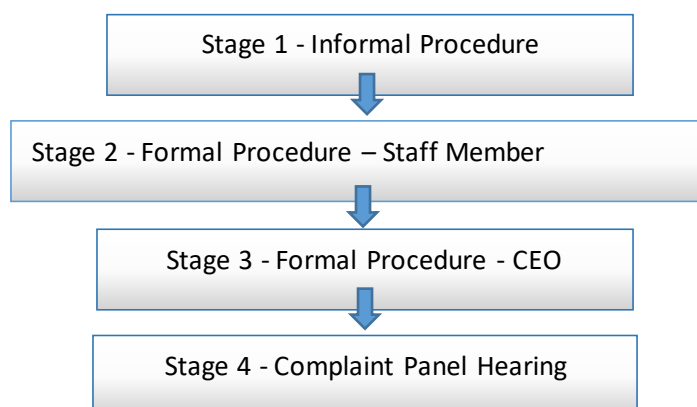 Stage 1 - Informal Procedure
Stage 2 - Formal Procedure – Staff Member
Stage 3 - Formal Procedure - CEO
Stage 4 - Complaint Panel Hearing